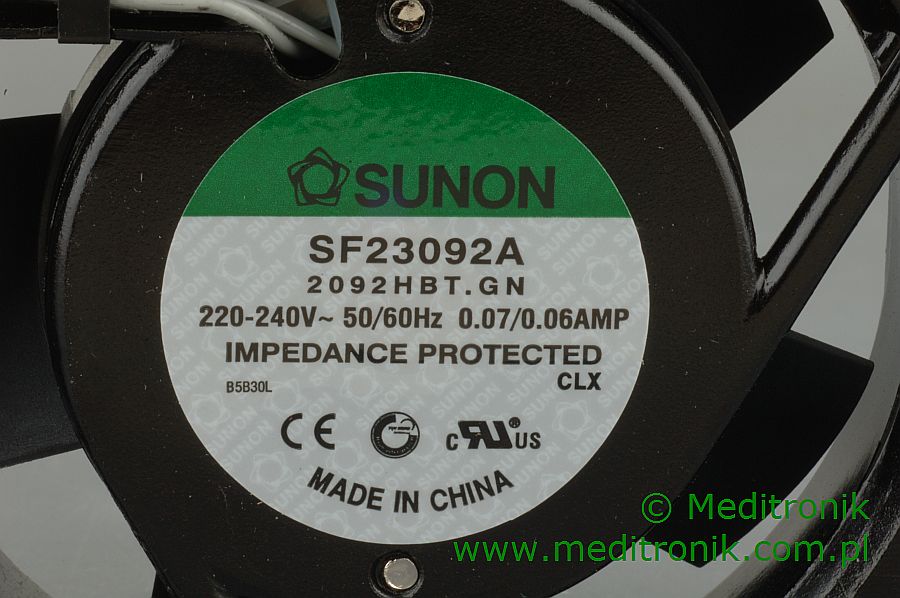 SUNON
SF23092A
2092HBT.GN
220-240V~ 50/60Hz 0.07/0.06AMP
IMPEDANCE PROTECTED
B5B30L CLX
CE c RU US
MADE IN CHINA
© Meditronik
www.meditronik.com.pl